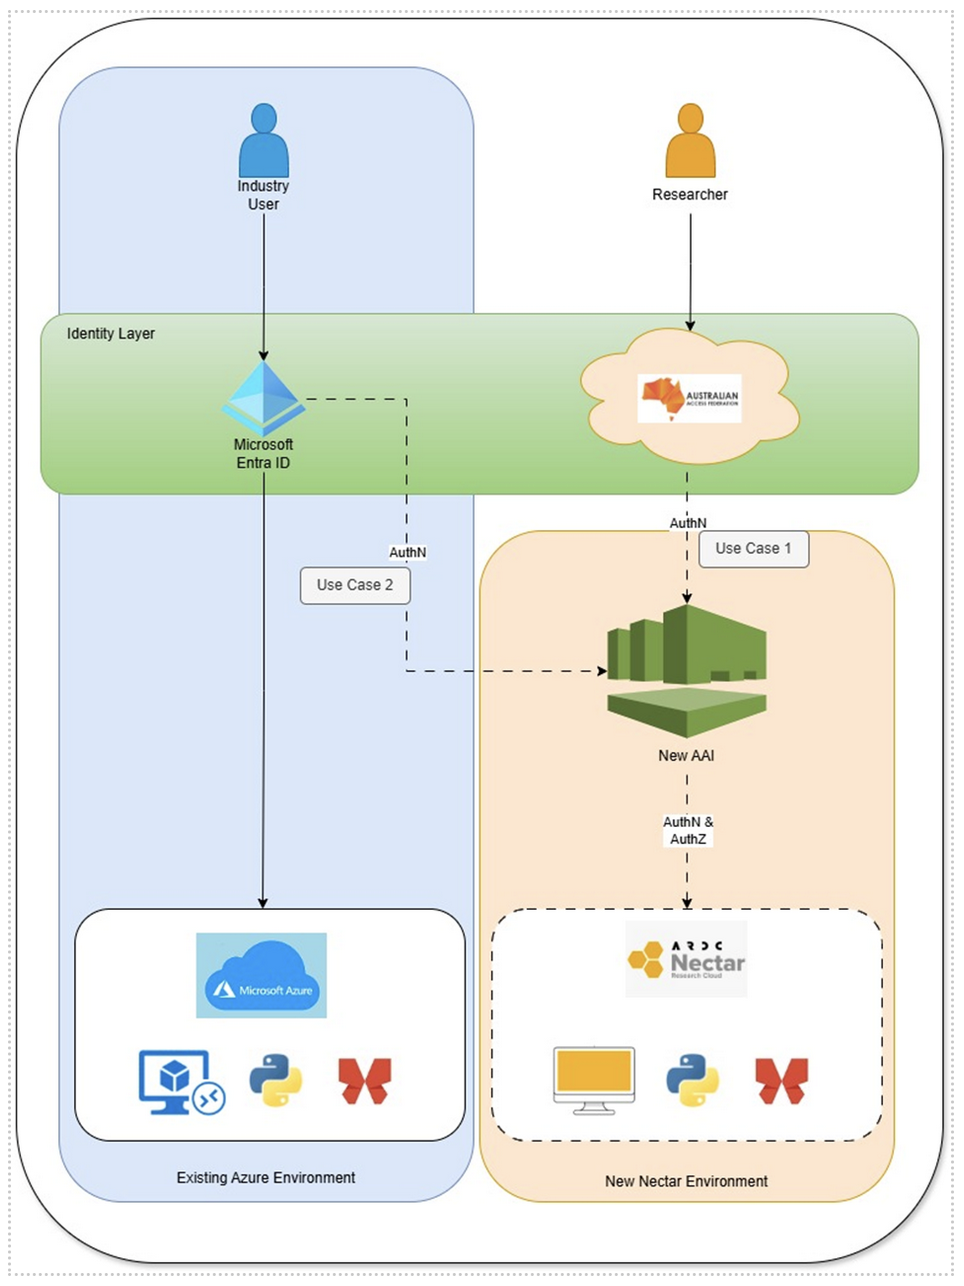 Industry
User
Researcher
Identity Layer
AUSTRALIAN
ACCESS FEDERATION
Microsoft
Entra ID
AuthN
Use Case 1
AuthN
Use Case 2
New AAI
AuthN &
AuthZ
Microsoft Azure
ARDC
Nectar
Research Cloud
Existing Azure Environment
New Nectar Environment